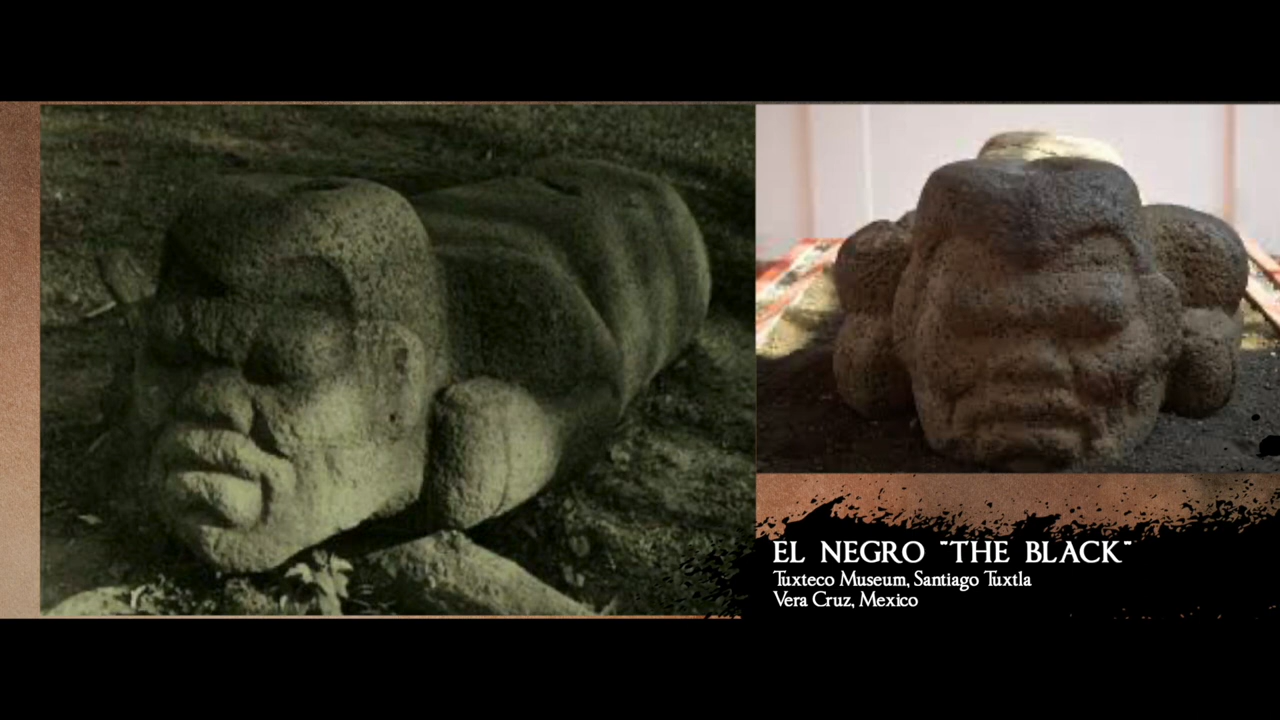 EL NEGRO "THE BLACK"
Tuxteco Museum, Santiago Tuxtla
Vera Cruz, Mexico